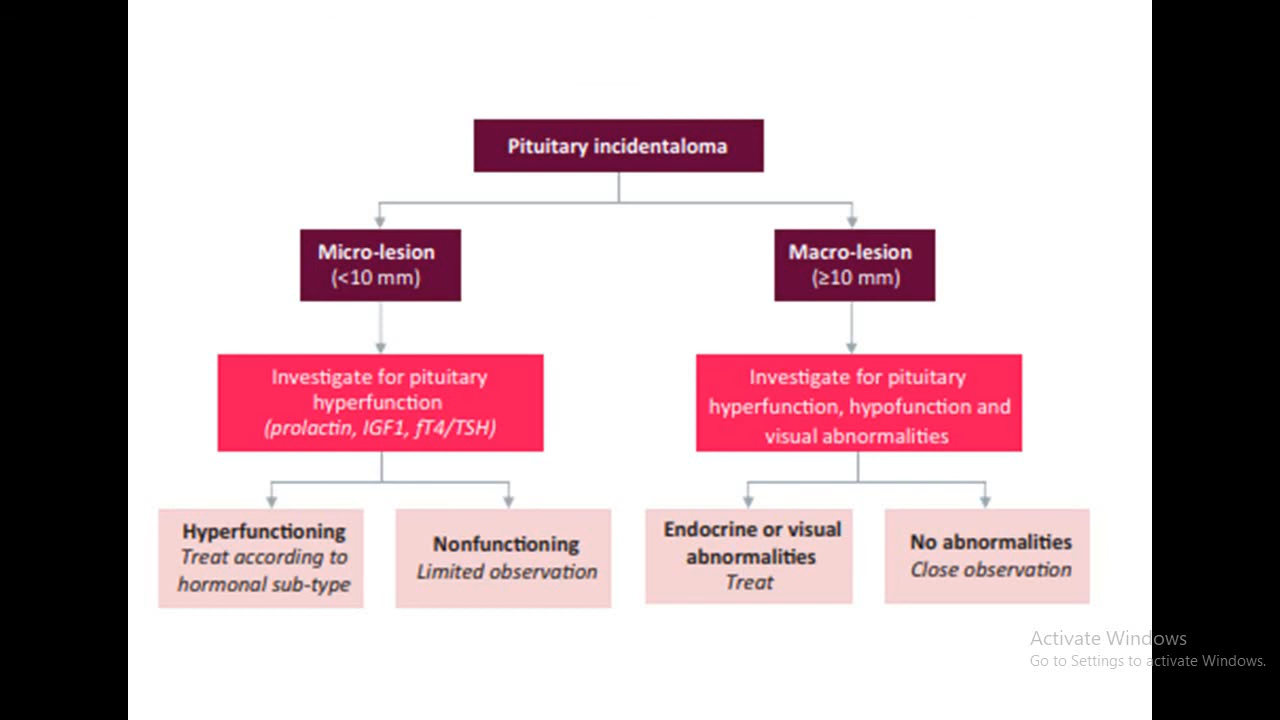 Pituitary incidentaloma
Micro-lesion
(<10 mm)
Macro-lesion
(≥10 mm)
Investigate for pituitary
hyperfunction
(prolactin, IGF1, fT4/TSH)
Investigate for pituitary
hyperfunction, hypofunction and
visual abnormalities
Hyperfunctioning
Treat according to
hormonal sub-type
Nonfunctioning
Limited observation
Endocrine or visual
abnormalities
Treat
No abnormalities
Close observation
Activate Windows
Go to Settings to activate Windows.